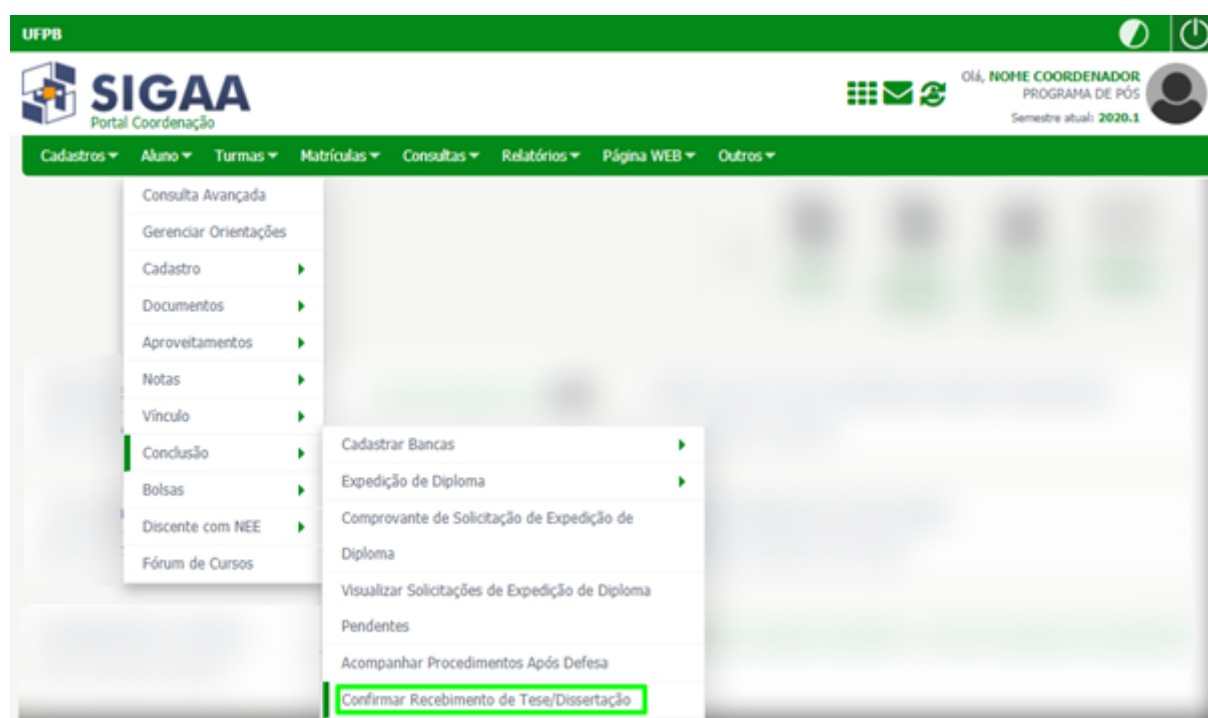 UFPB
SIGAA
Portal Coordenação
Olá, NOME COORDENADOR
PROGRAMA DE PÓS
Semestre atual: 2020.1
Cadastros Aluno Turmas Matrículas Consultas Relatórios Página WEB Outros
Consulta Avançada
Gerenciar Orientações
Cadastro
Documentos
Aproveitamentos
Notas
Vínculo
Conclusão
Bolsas
Discente com NEE
Fórum de Cursos
Cadastrar Bancas
Expedição de Diploma
Comprovante de Solicitação de Expedição de
Diploma
Visualizar Solicitações de Expedição de Diploma
Pendentes
Acompanhar Procedimentos Após Defesa
Confirmar Recebimento de Tese/Dissertação